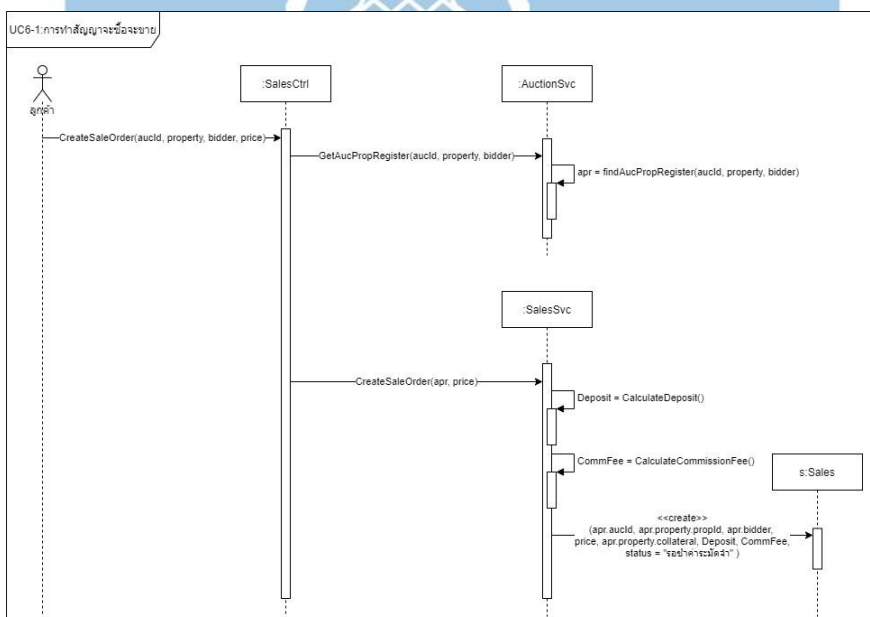 UC6-1:การทำสัญญาจะซื้อจะขาย
:SalesCtrl
:AuctionSvc
ลูกค้า
CreateSaleOrder(aucId, property, bidder, price)
GetAucPropRegister(aucId, property, bidder)
apr = findAucPropRegister(aucId, property, bidder)
:SalesSvc
CreateSaleOrder(apr, price)
Deposit = CalculateDeposit()
CommFee = CalculateCommissionFee()
s:Sales
<<create>>
(apr.aucId, apr.property.propId, apr.bidder,
price, apr.property.collateral, Deposit, CommFee,
status = "รอชำค่าระมัดจำ" )